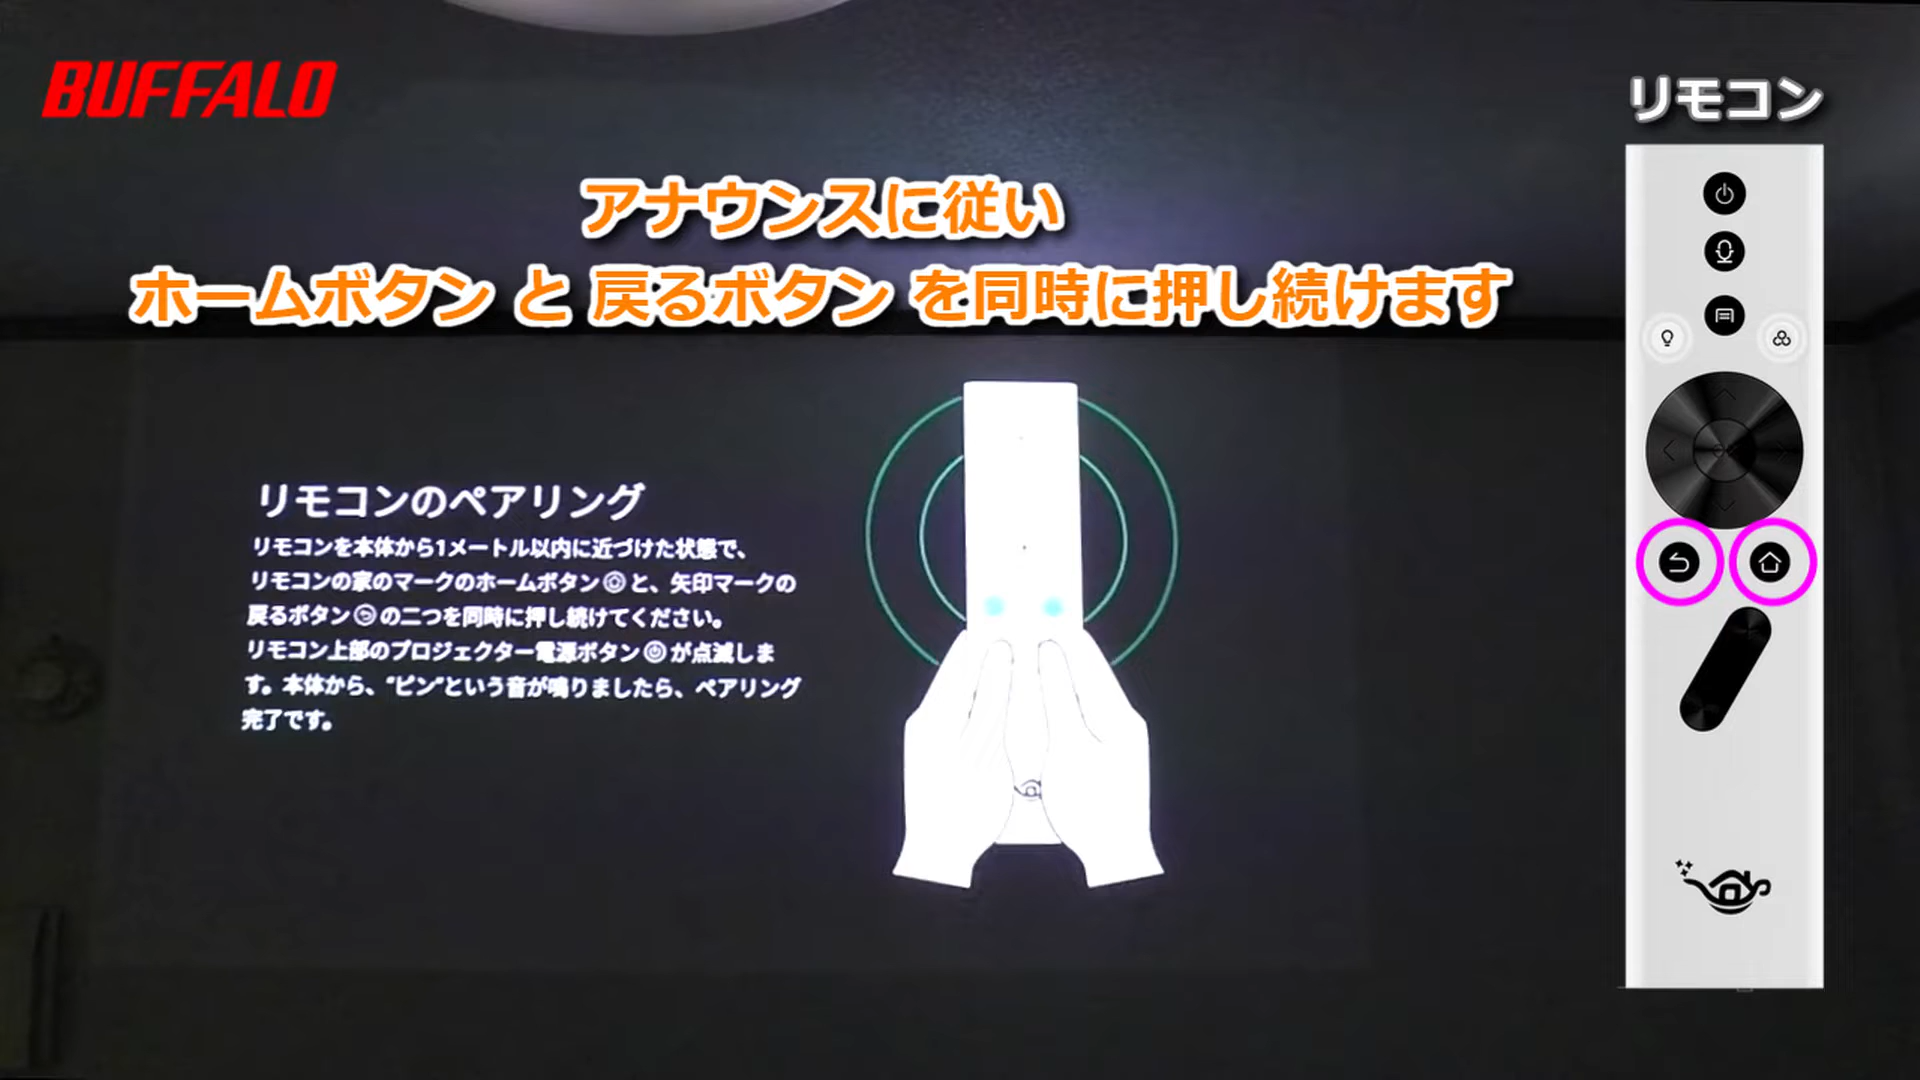 BUFFALO
リモコン
アナウンスに従い
ホームボタン と 戻るボタン を同時に押し続けます
リモコンのペアリング
リモコンを本体から1メートル以内に近づけた状態で、
リモコンの家のマークのホームボタンと、矢印マークの
戻るボタンの二つを同時に押し続けてください。
リモコン上部のプロジェクター電源ボタンが点滅しま
す。本体から、“ピン”という音が鳴りましたら、ペアリング
完了です。